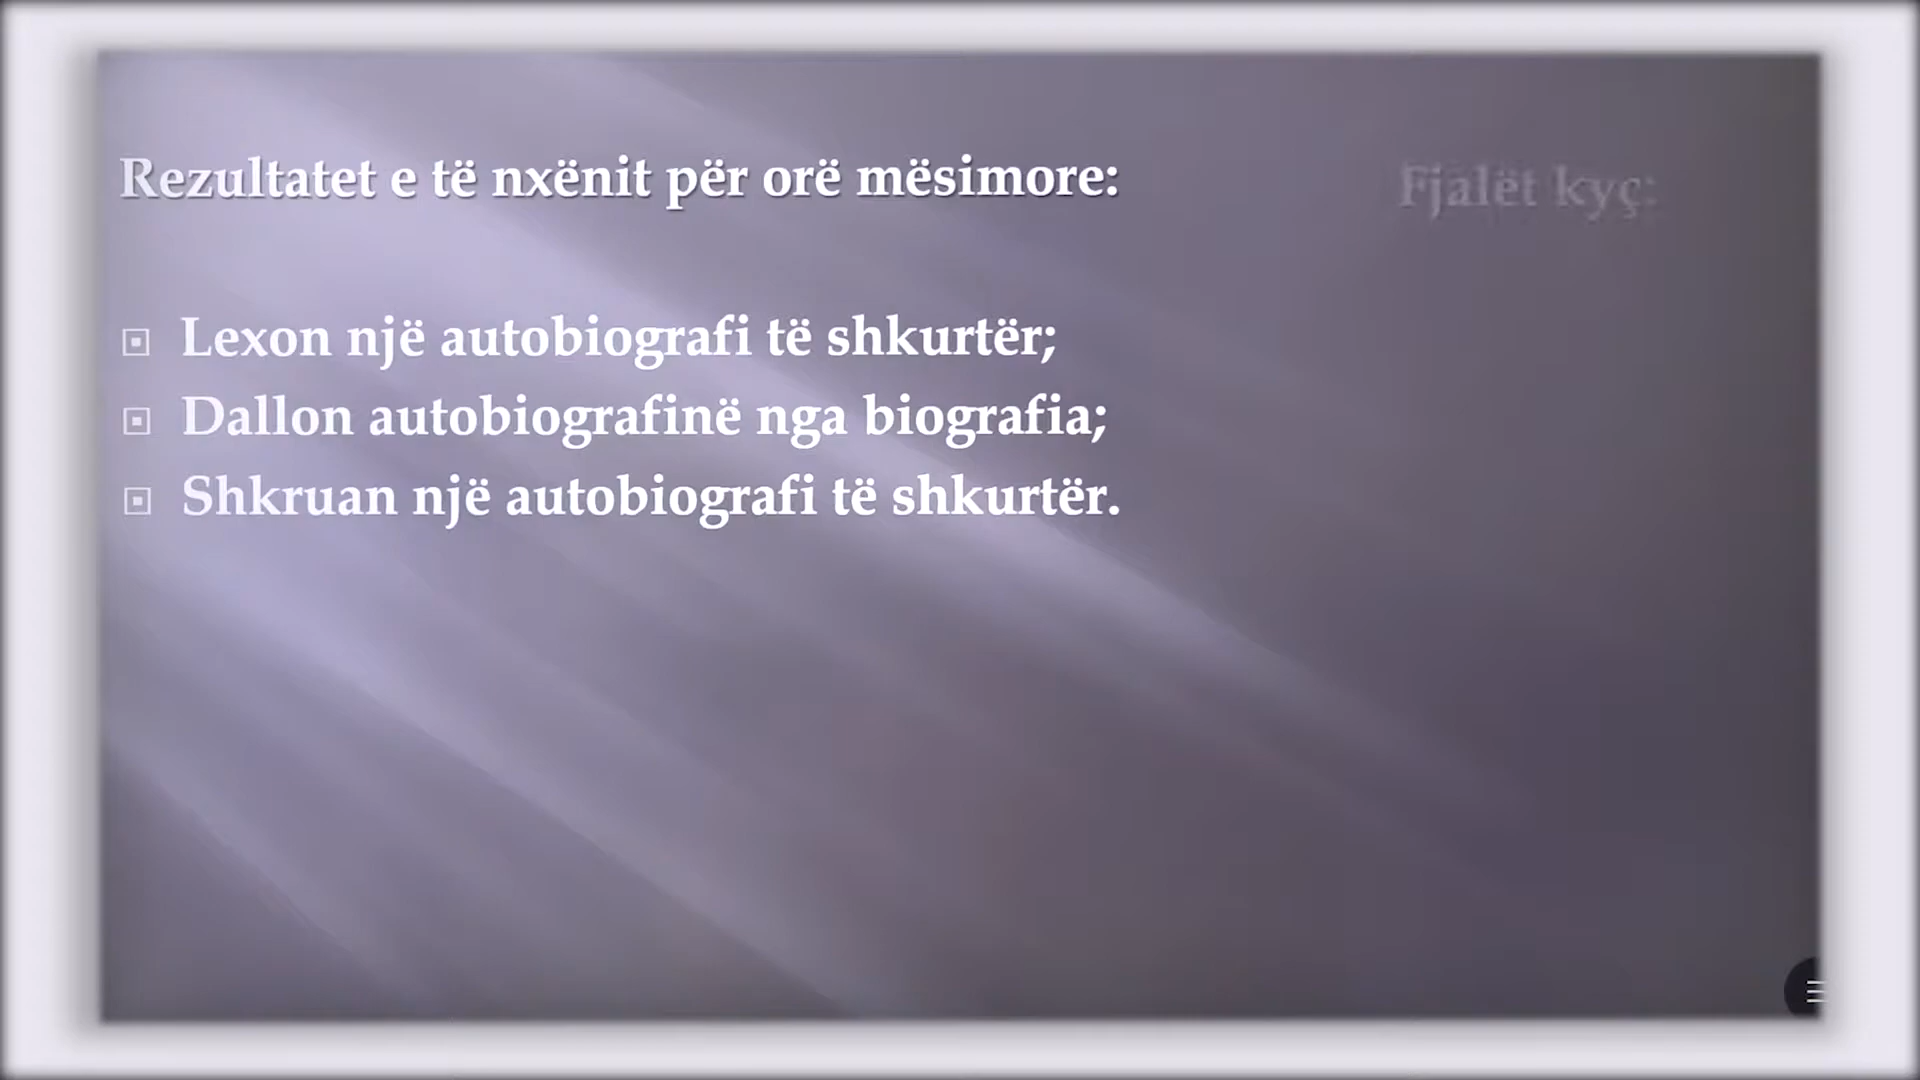 Rezultatet e të nxënit për orë mësimore:
Fjalët kyç:
Lexon një autobiografi të shkurtër;
Dallon autobiografinë nga biografia;
Shkruan një autobiografi të shkurtër.